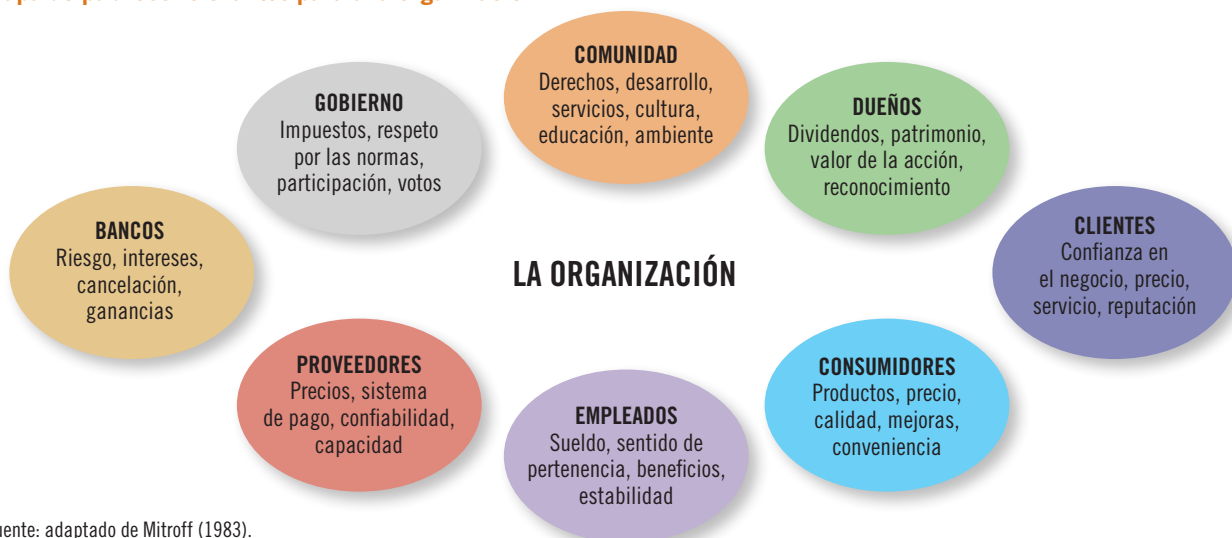 COMUNIDAD
Derechos, desarrollo,
servicios, cultura,
educación, ambiente
GOBIERNO
Impuestos, respeto
por las normas,
participación, votos
DUEÑOS
Dividendos, patrimonio,
valor de la acción,
reconocimiento
BANCOS
Riesgo, intereses,
cancelación,
ganancias
LA ORGANIZACIÓN
CLIENTES
Confianza en
el negocio, precio,
servicio, reputación
PROVEEDORES
Precios, sistema
de pago, confiabilidad,
capacidad
EMPLEADOS
Sueldo, sentido de
pertenencia, beneficios,
estabilidad
CONSUMIDORES
Productos, precio,
calidad, mejoras,
conveniencia
uente: adaptado de Mitroff (1983).